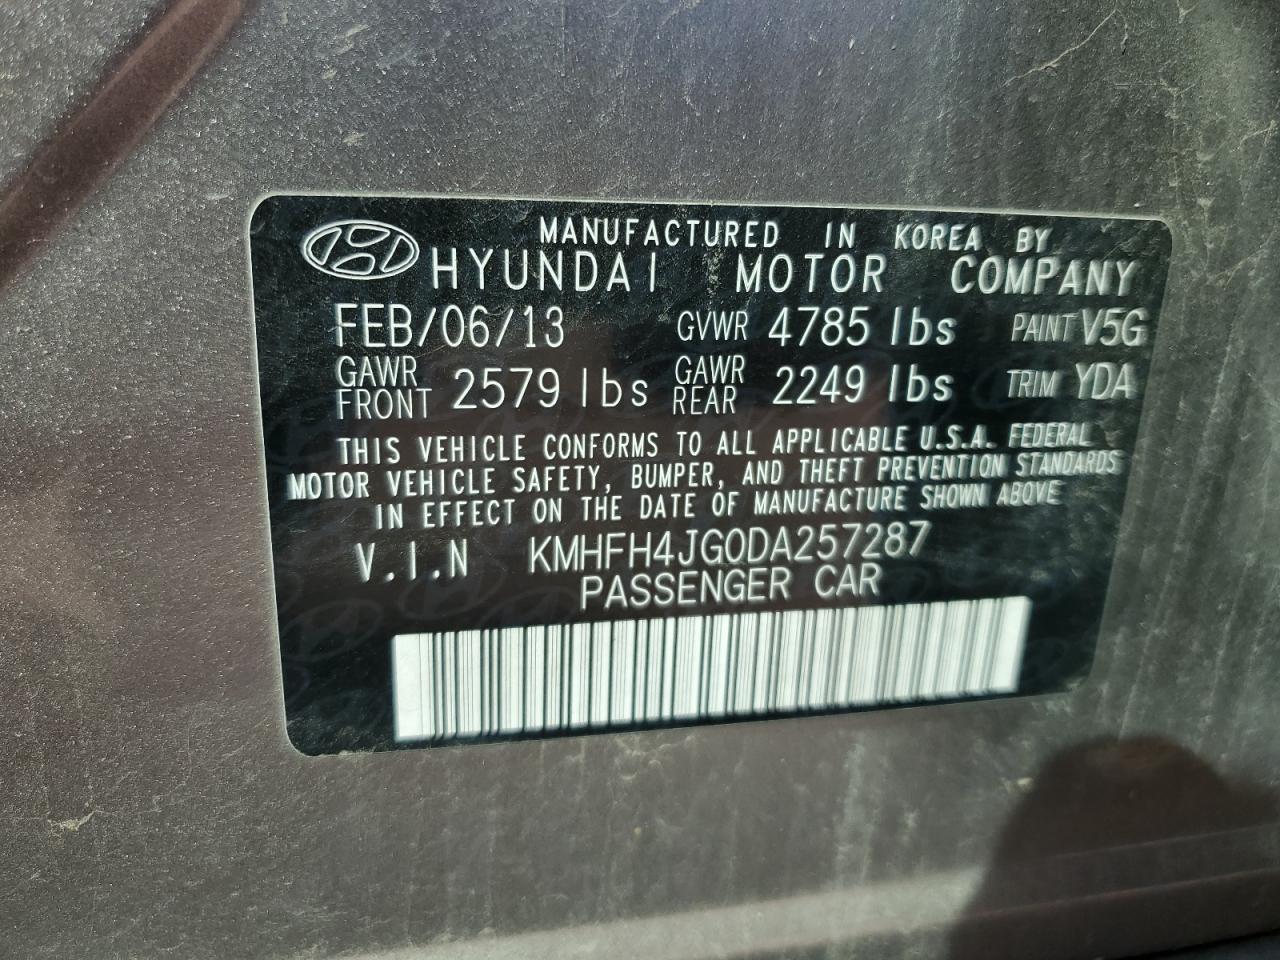 MANUFACTURED IN KOREA BY
HYUNDAI MOTOR COMPANY
FEB/06/13 GVWR 4785 lbs PAINT V5G
GAWR FRONT 2579 lbs GAWR REAR 2249 lbs TRIM YDA
THIS VEHICLE CONFORMS TO ALL APPLICABLE U.S.A. FEDERAL
MOTOR VEHICLE SAFETY, BUMPER, AND THEFT PREVENTION STANDARDS
IN EFFECT ON THE DATE OF MANUFACTURE SHOWN ABOVE
V.I.N KMHFH4JG0DA257287
PASSENGER CAR